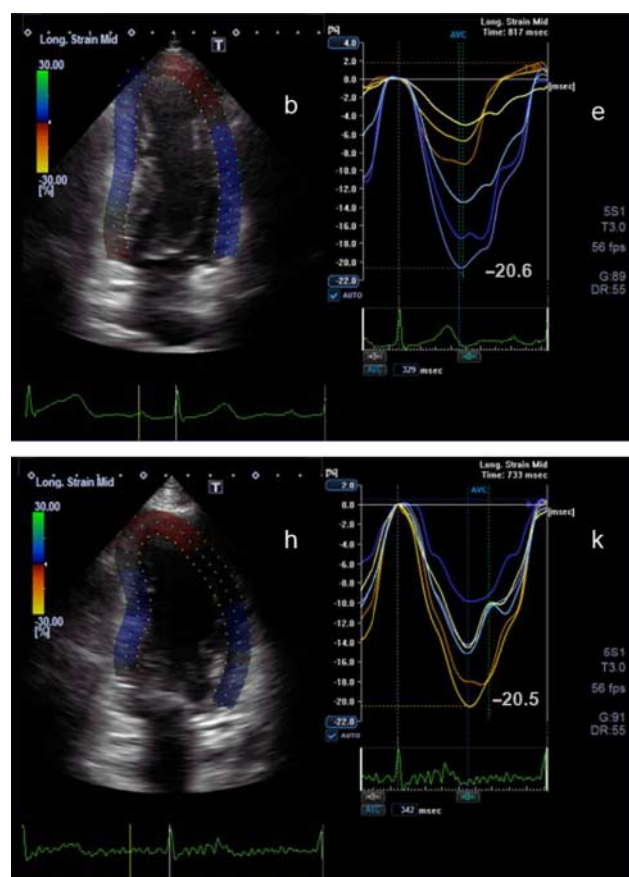 Long. Strain Mid
T
30.00
-30.00
[%]
b
Long. Strain Mid
Time: 817 msec
[%]
AVC
4.0
2.0
0.0
-2.0
-4.0
-6.0
-8.0
-10.0
-12.0
-14.0
-16.0
-18.0
-20.0
-22.0
[msec]
e
5S1
T3.0
56 fps
G:89
DR:55
−20.6
AUTO
AVC 329 msec
Long. Strain Mid
T
30.00
-30.00
[%]
h
Long. Strain Mid
Time: 733 msec
[%]
AVC
2.0
0.0
-2.0
-4.0
-6.0
-8.0
-10.0
-12.0
-14.0
-16.0
-18.0
-20.0
-22.0
[msec]
k
T3.0
56 fps
G:91
DR:55
−20.5
AUTO
AVC 342 msec